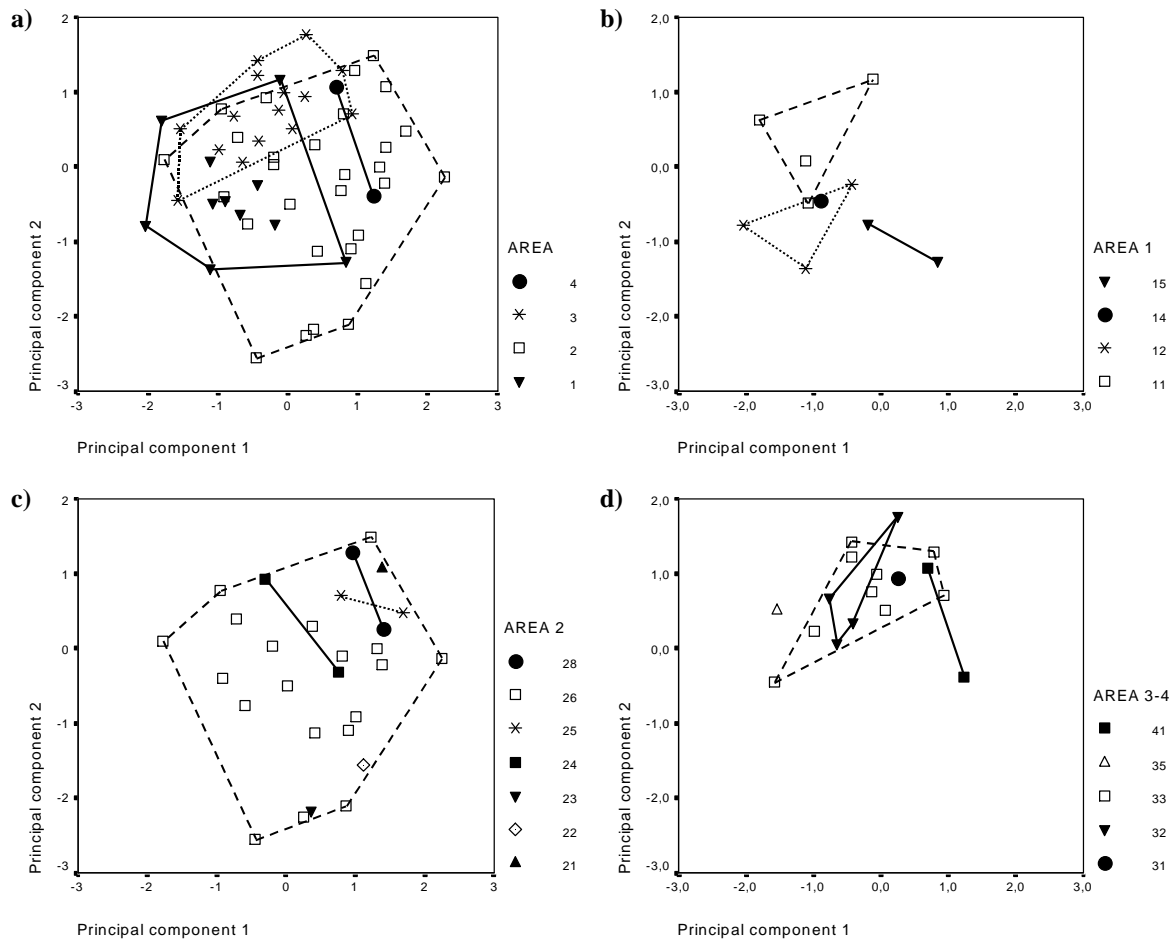 a)
2
1
0
-1
-2
-3
-3 -2 -1 0 1 2 3
Principal component 2
Principal component 1
AREA
4
3
2
1
b)
2,0
1,0
0,0
-1,0
-2,0
-3,0
-3,0 -2,0 -1,0 0,0 1,0 2,0 3,0
Principal component 2
Principal component 1
AREA 1
15
14
12
11
c)
2
1
0
-1
-2
-3
-3 -2 -1 0 1 2 3
Principal component 2
Principal component 1
AREA 2
28
26
25
24
23
22
21
d)
2,0
1,0
0,0
-1,0
-2,0
-3,0
-3,0 -2,0 -1,0 0,0 1,0 2,0 3,0
Principal component 2
Principal component 1
AREA 3-4
41
35
33
32
31